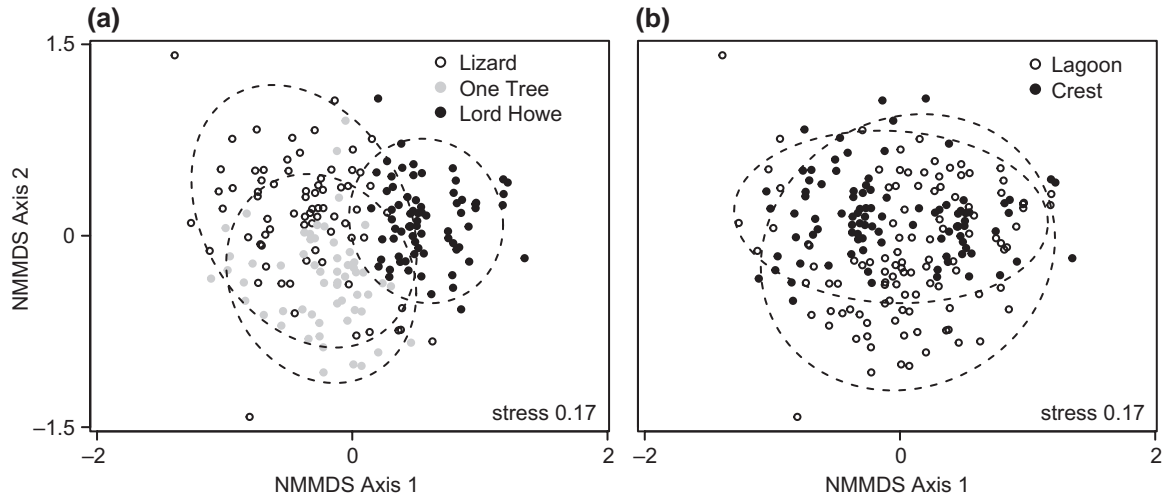 (a)
(b)
1.5
0
–1.5
NMMDS Axis 2
Lizard
One Tree
Lord Howe
stress 0.17
–2
0
2
NMMDS Axis 1
Lagoon
Crest
stress 0.17
–2
0
2
NMMDS Axis 1